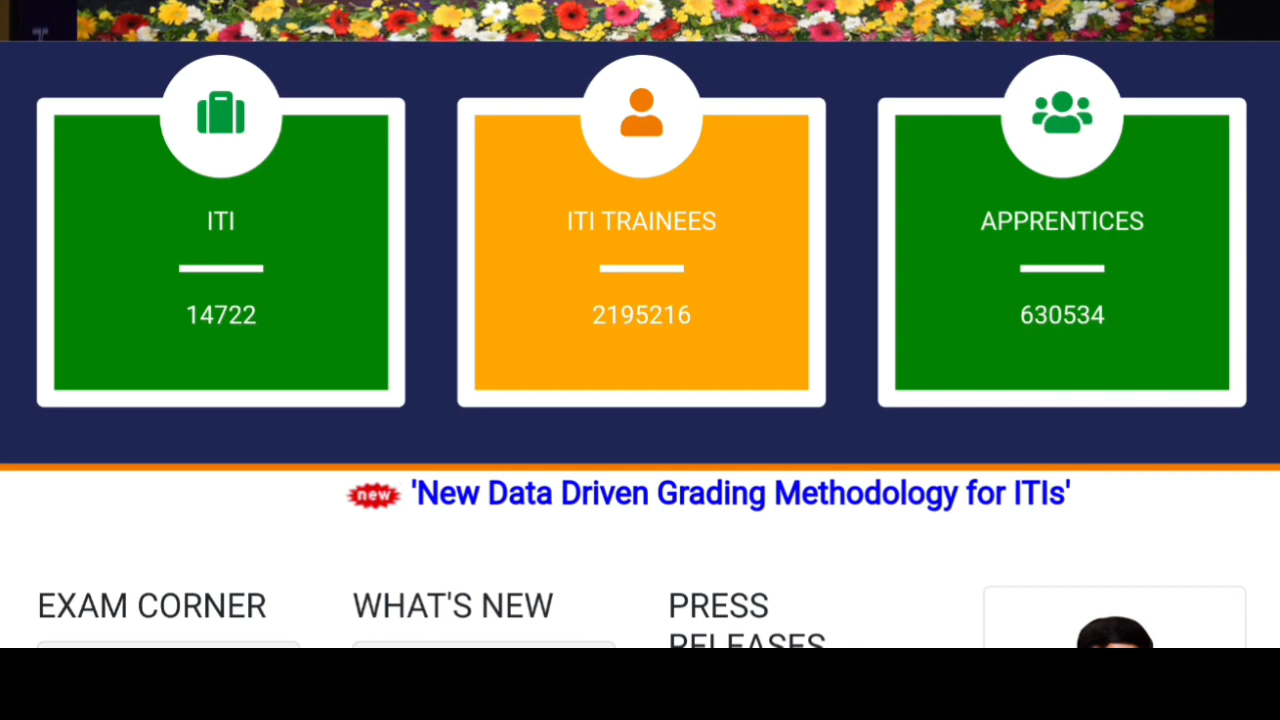 ITI
14722
ITI TRAINEES
2195216
APPRENTICES
630534
new 'New Data Driven Grading Methodology for ITIs'
EXAM CORNER
WHAT'S NEW
PRESS
RELEASES